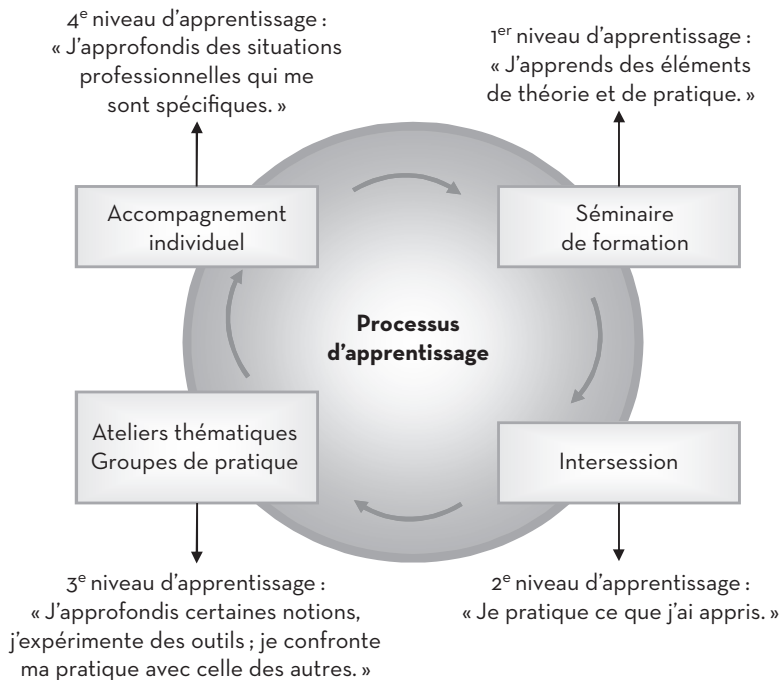 4e niveau d'apprentissage :
« J'approfondis des situations
professionnelles qui me
sont spécifiques. »
1er niveau d'apprentissage :
« J'apprends des éléments
de théorie et de pratique. »
Accompagnement
individuel
Séminaire
de formation
Processus
d'apprentissage
Ateliers thématiques
Groupes de pratique
Intersession
3e niveau d'apprentissage :
« J'approfondis certaines notions,
j'expérimente des outils ; je confronte
ma pratique avec celle des autres. »
2e niveau d'apprentissage :
« Je pratique ce que j'ai appris. »